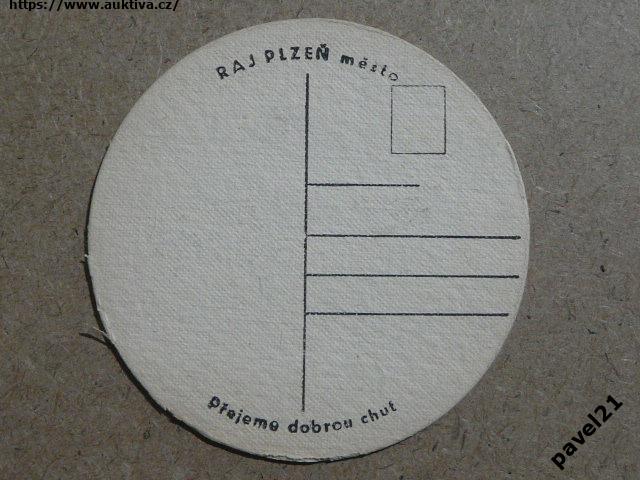 https://www.auktiva.cz/
RAJ PLZEŇ město
Přejeme dobrou chuť
pavel21